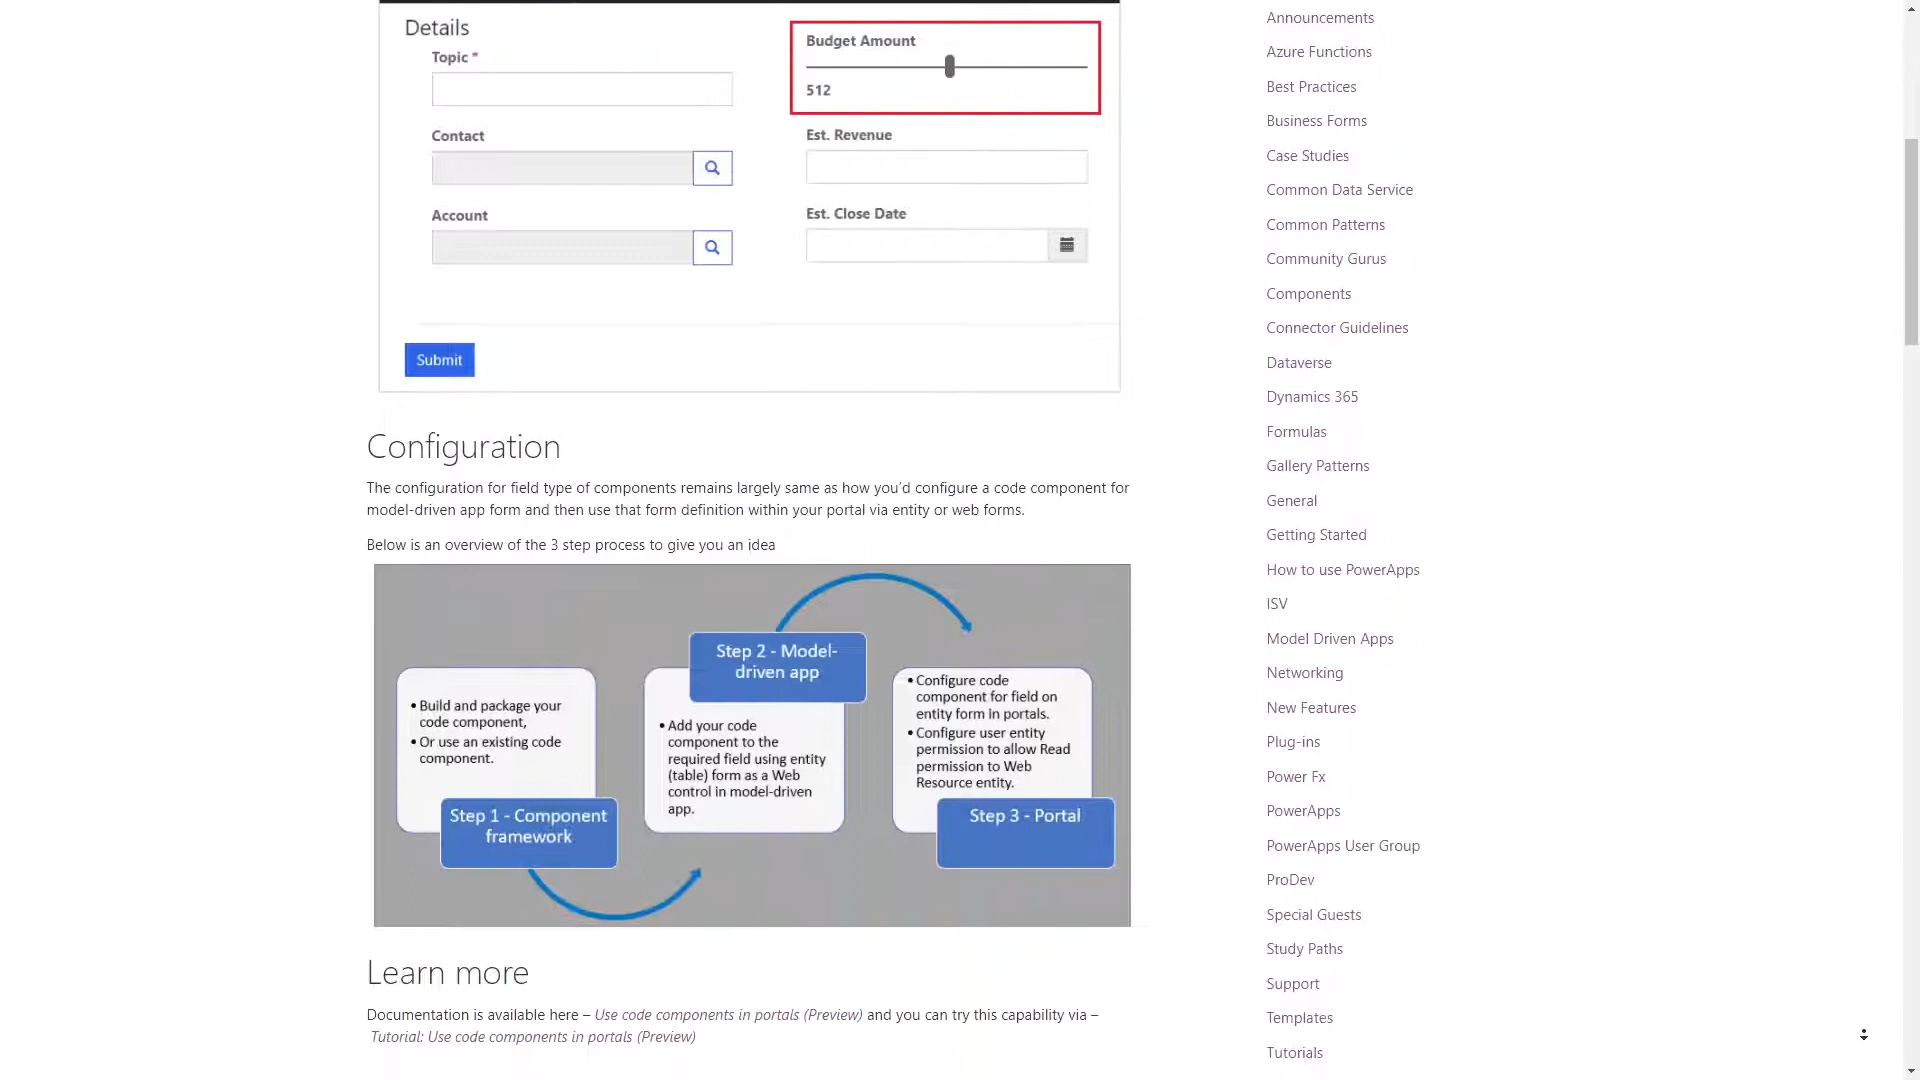 Details
Topic *
Budget Amount
512
Contact
Est. Revenue
Account
Est. Close Date
Submit
Configuration
The configuration for field type of components remains largely same as how you'd configure a code component for
model-driven app form and then use that form definition within your portal via entity or web forms.
Below is an overview of the 3 step process to give you an idea
• Build and package your
code component,
• Or use an existing code
component.
Step 1 - Component
framework
Step 2 - Model-
driven app
• Add your code
component to the
required field using entity
(table) form as a Web
control in model-driven
app.
• Configure code
component for field on
entity form in portals.
• Configure user entity
permission to allow Read
permission to Web
Resource entity.
Step 3 - Portal
Learn more
Documentation is available here – Use code components in portals (Preview) and you can try this capability via –
Tutorial: Use code components in portals (Preview)
Announcements
Azure Functions
Best Practices
Business Forms
Case Studies
Common Data Service
Common Patterns
Community Gurus
Components
Connector Guidelines
Dataverse
Dynamics 365
Formulas
Gallery Patterns
General
Getting Started
How to use PowerApps
ISV
Model Driven Apps
Networking
New Features
Plug-ins
Power Fx
PowerApps
PowerApps User Group
ProDev
Special Guests
Study Paths
Support
Templates
Tutorials